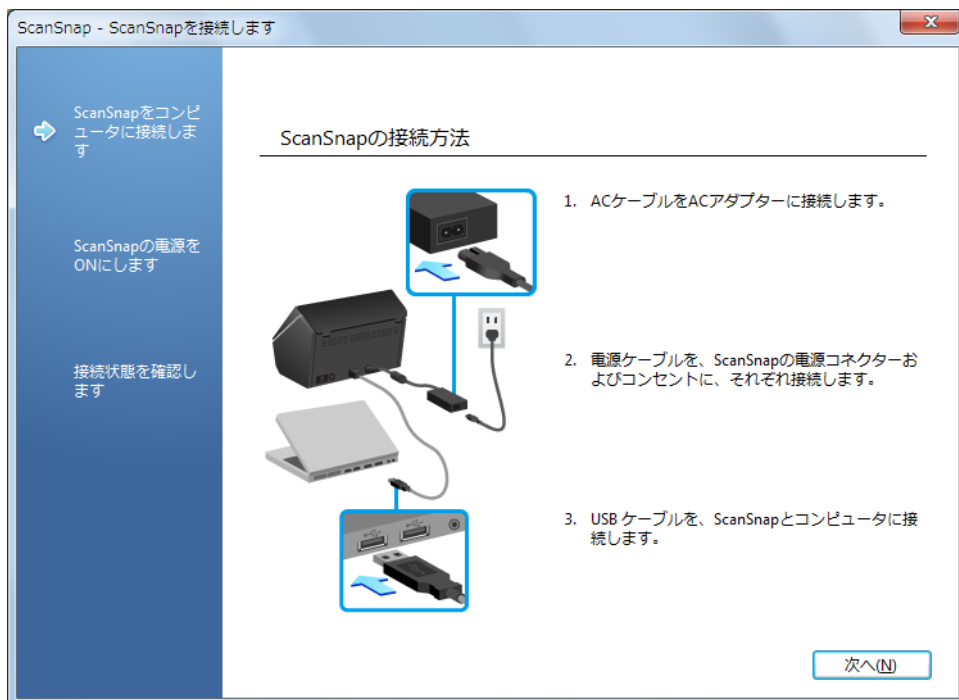 ScanSnap - ScanSnapを接続します
ScanSnapをコンピ
ュータに接続しま
す
ScanSnapの電源を
ONにします
接続状態を確認し
ます
ScanSnapの接続方法
1. ACケーブルをACアダプターに接続します。
2. 電源ケーブルを、ScanSnapの電源コネクターお
よびコンセントに、それぞれ接続します。
3. USB ケーブルを、ScanSnapとコンピュータに接
続します。
次へ(N)